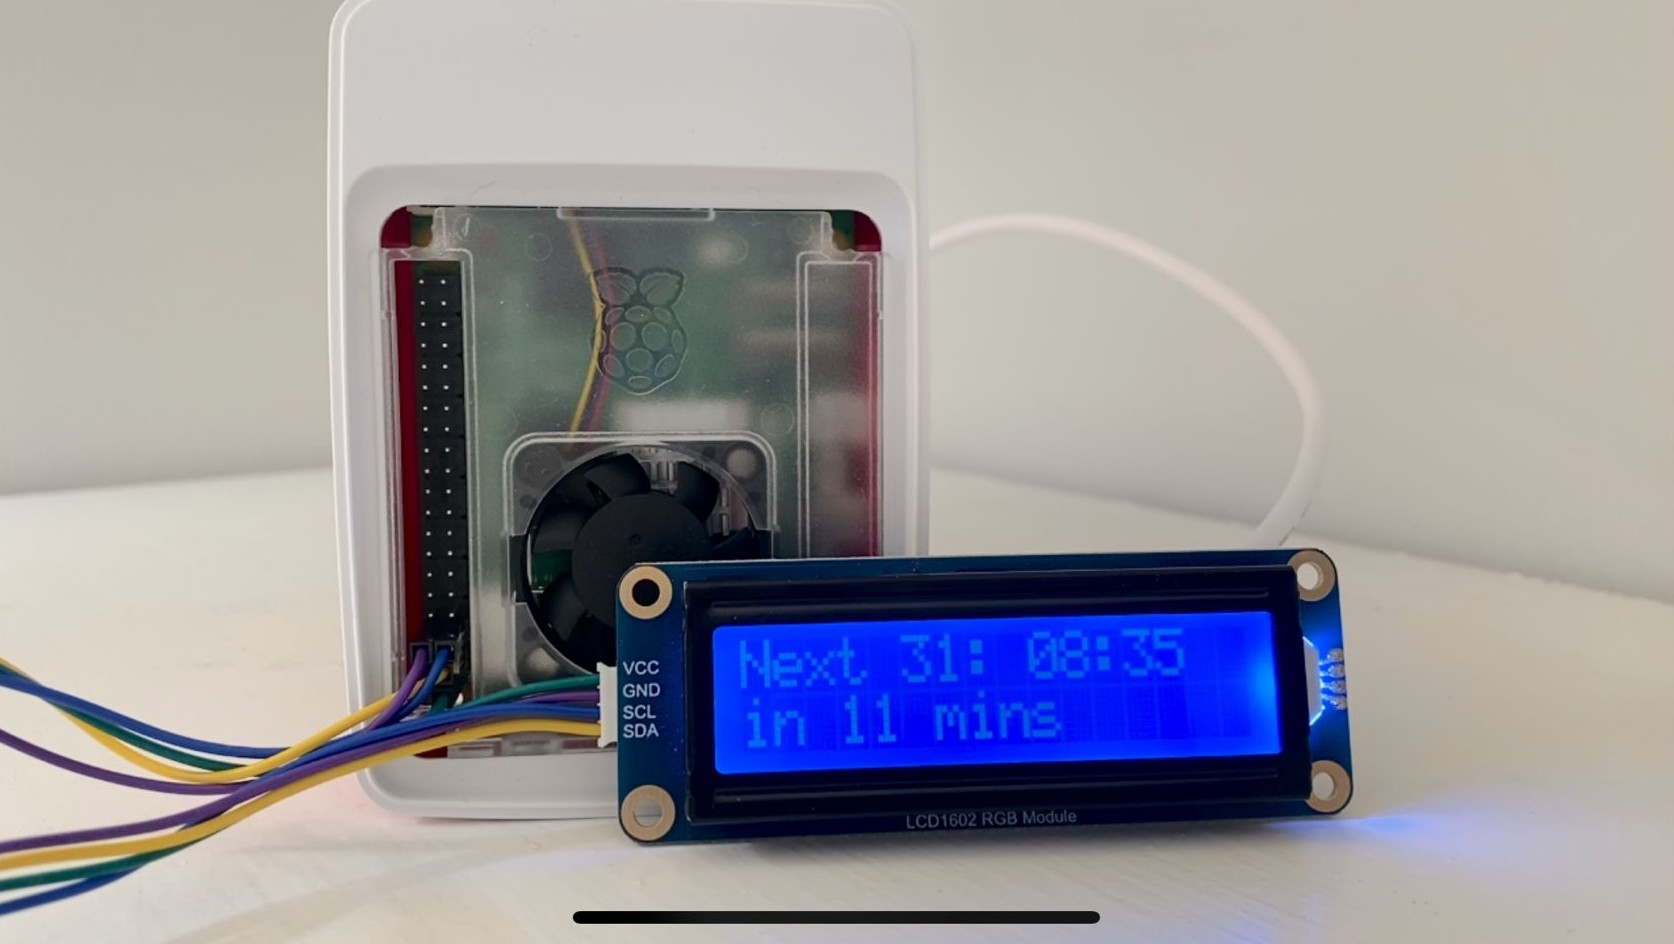 VCC
GND
SCL
SDA
Next 31: 08:35
in 11 mins
LCD1602 RGB Module